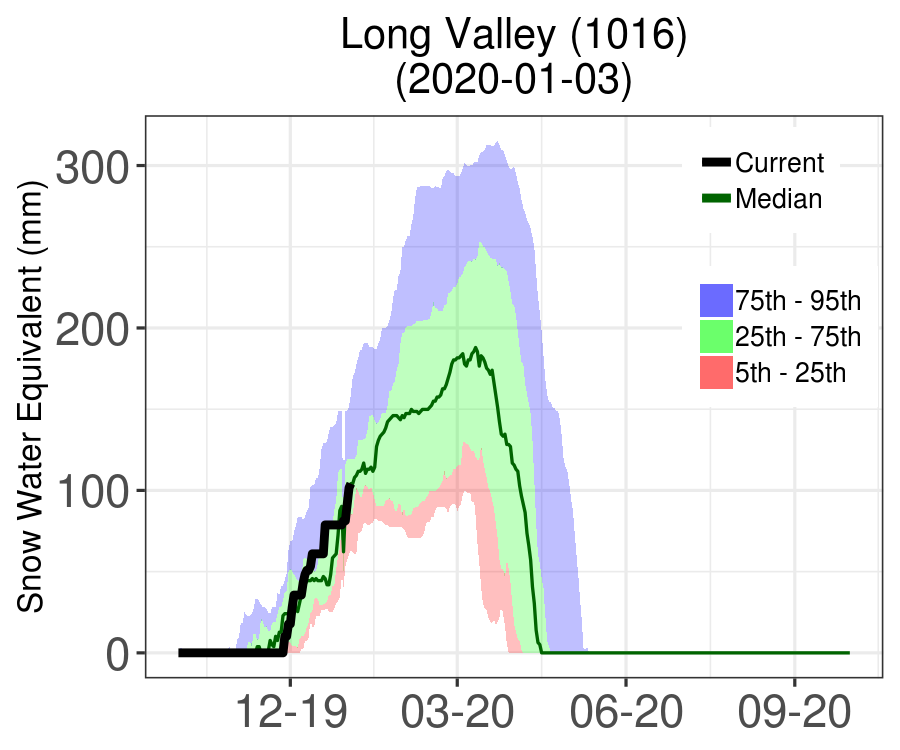 Long Valley (1016)
(2020-01-03)
Snow Water Equivalent (mm)
300
200
100
0
12-19
03-20
06-20
09-20
Current
Median
75th - 95th
25th - 75th
5th - 25th